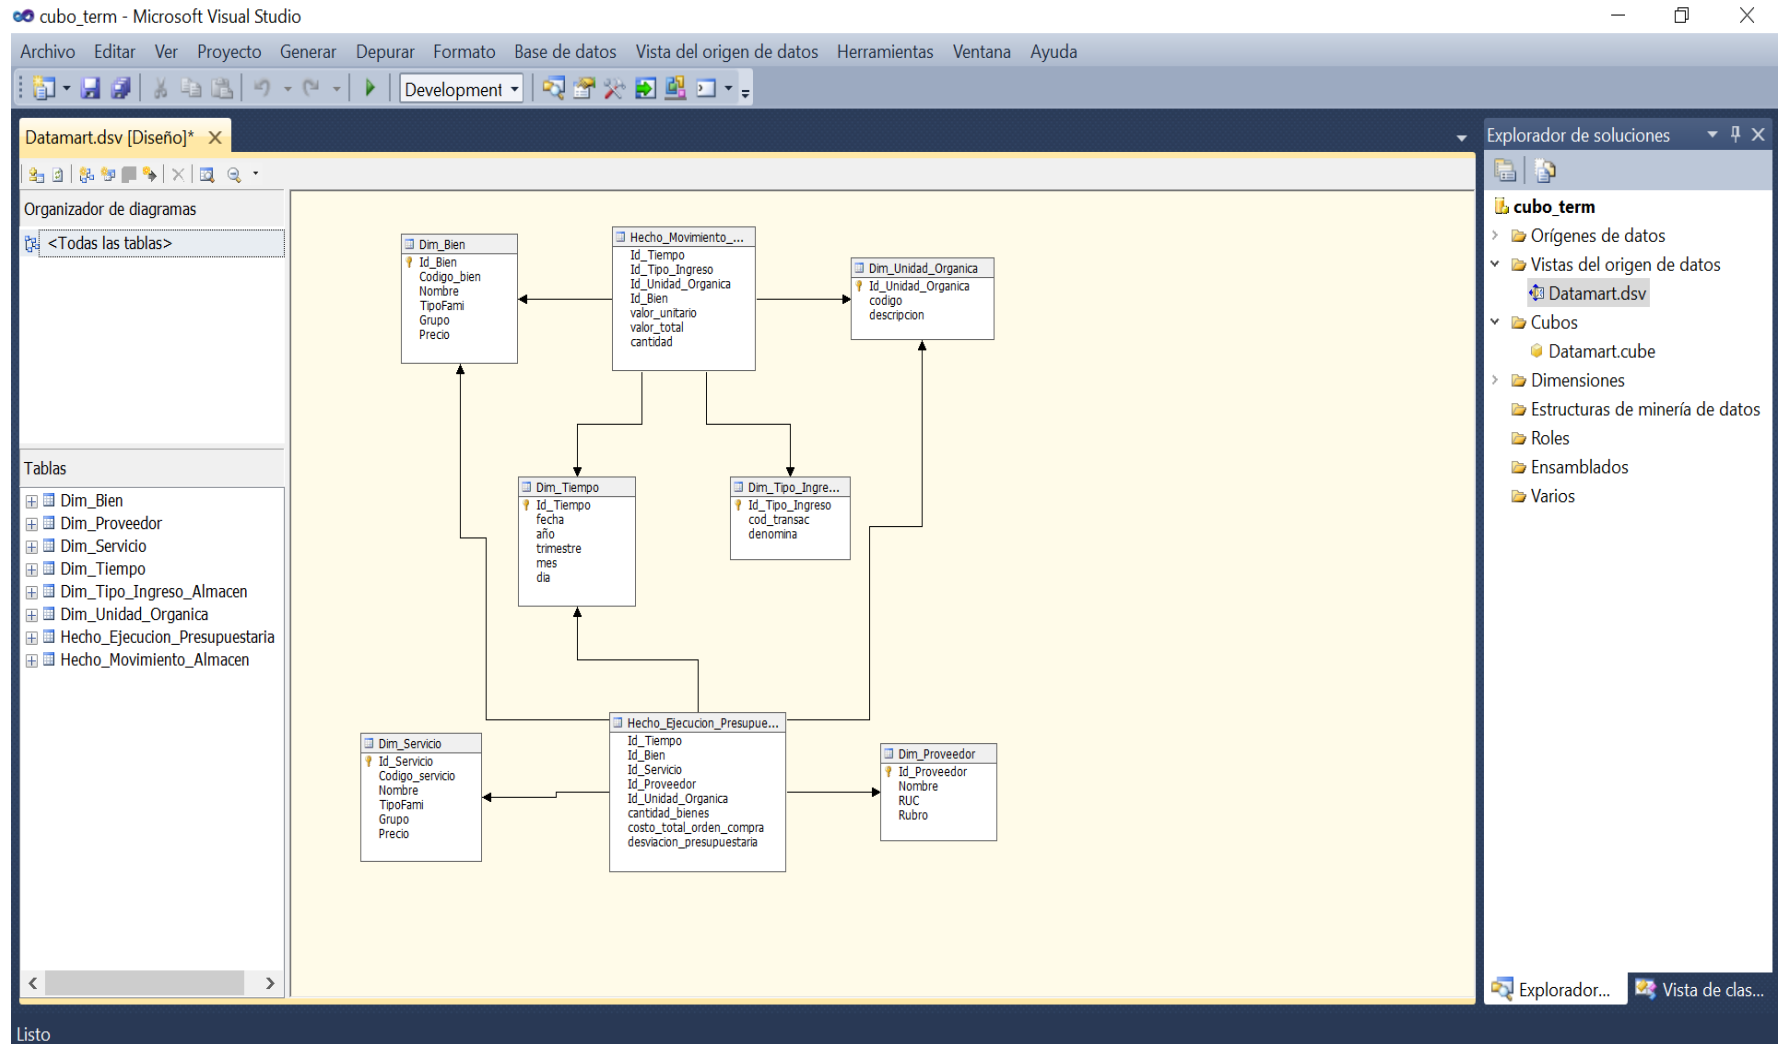 cubo_term - Microsoft Visual Studio
Archivo Editar Ver Proyecto Generar Depurar Formato Base de datos Vista del origen de datos Herramientas Ventana Ayuda
Development
Datamart.dsv [Diseño]*
Organizador de diagramas
<Todas las tablas>
Tablas
Dim_Bien
Dim_Proveedor
Dim_Servicio
Dim_Tiempo
Dim_Tipo_Ingreso_Almacen
Dim_Unidad_Organica
Hecho_Ejecucion_Presupuestaria
Hecho_Movimiento_Almacen
Dim_Bien
Id_Bien
Codigo_bien
Nombre
TipoFami
Grupo
Precio
Hecho_Movimiento_...
Id_Tiempo
Id_Tipo_Ingreso
Id_Unidad_Organica
Id_Bien
valor_unitario
valor_total
cantidad
Dim_Unidad_Organica
Id_Unidad_Organica
codigo
descripcion
Dim_Tiempo
Id_Tiempo
fecha
año
trimestre
mes
dia
Dim_Tipo_Ingre...
Id_Tipo_Ingreso
cod_transac
denomina
Dim_Servicio
Id_Servicio
Codigo_servicio
Nombre
TipoFami
Grupo
Precio
Hecho_Ejecucion_Presupue...
Id_Tiempo
Id_Bien
Id_Servicio
Id_Proveedor
Id_Unidad_Organica
cantidad_bienes
costo_total_orden_compra
desviacion_presupuestaria
Dim_Proveedor
Id_Proveedor
Nombre
RUC
Rubro
Explorador de soluciones
cubo_term
Orígenes de datos
Vistas del origen de datos
Datamart.dsv
Cubos
Datamart.cube
Dimensiones
Estructuras de minería de datos
Roles
Ensamblados
Varios
Explorador... Vista de clas...
Listo